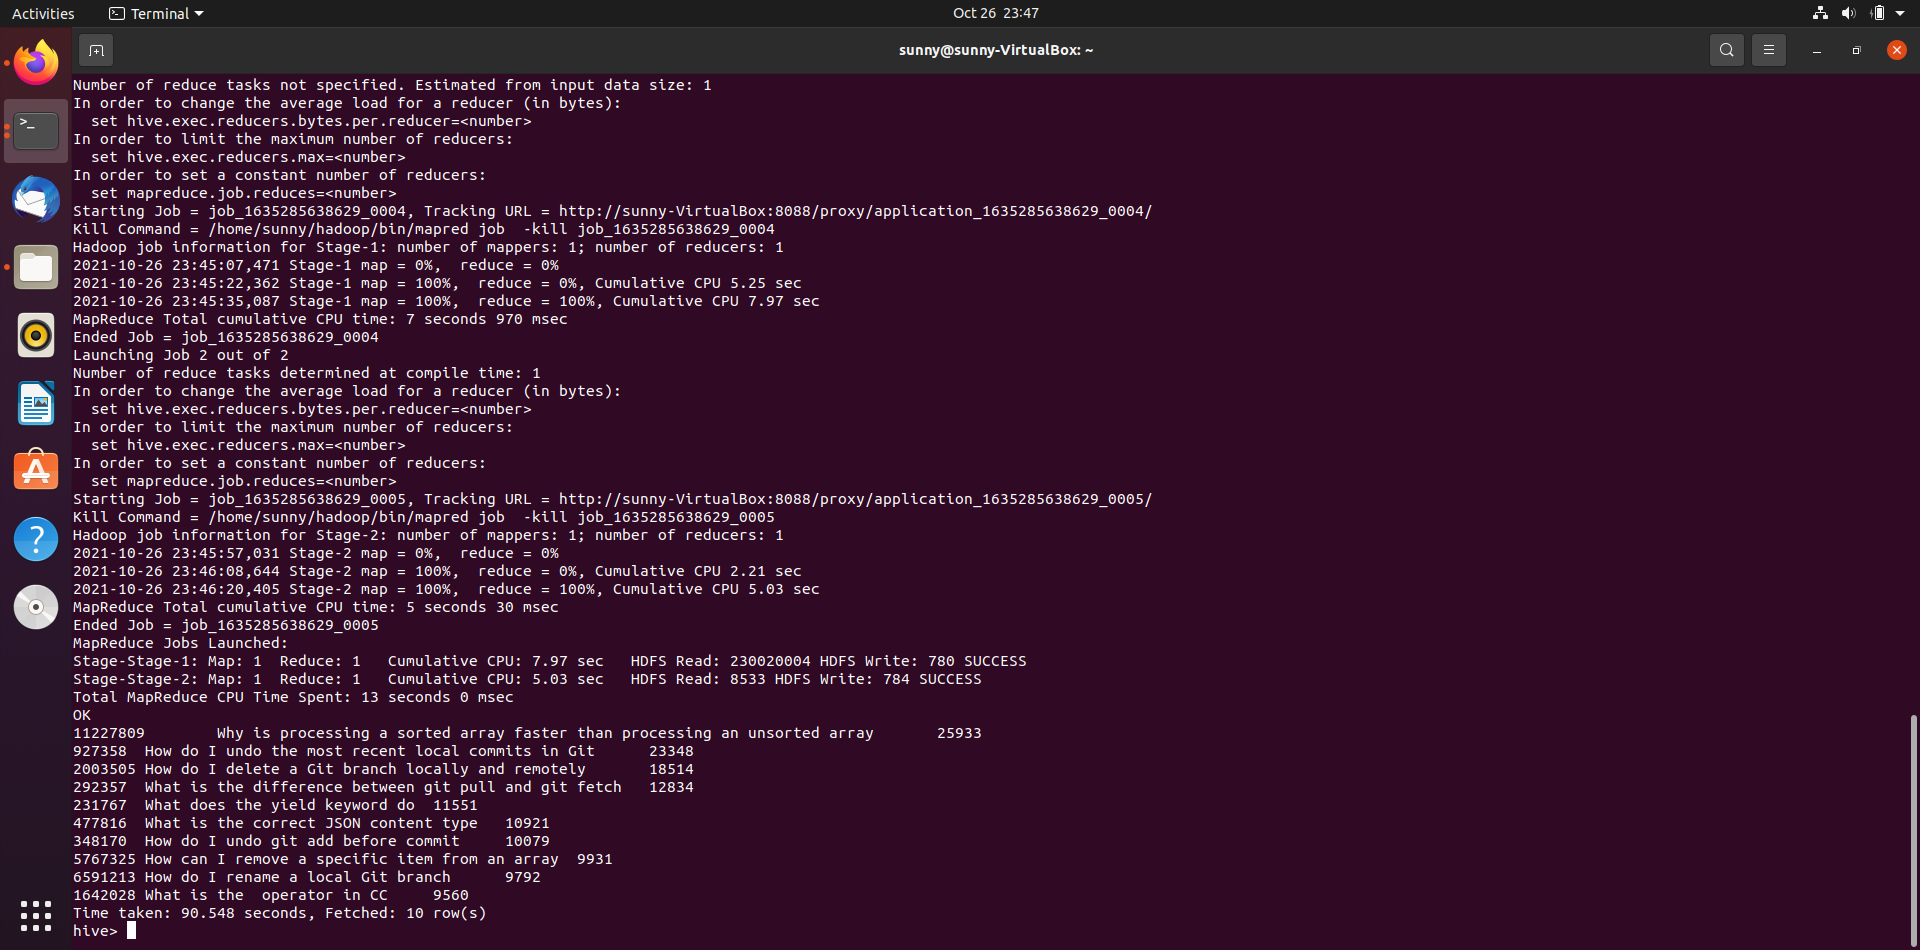 Activities
Terminal
Oct 26 23:47
sunny@sunny-VirtualBox: ~
Number of reduce tasks not specified. Estimated from input data size: 1
In order to change the average load for a reducer (in bytes):
  set hive.exec.reducers.bytes.per.reducer=<number>
In order to limit the maximum number of reducers:
  set hive.exec.reducers.max=<number>
In order to set a constant number of reducers:
  set mapreduce.job.reduces=<number>
Starting Job = job_1635285638629_0004, Tracking URL = http://sunny-VirtualBox:8088/proxy/application_1635285638629_0004/
Kill Command = /home/sunny/hadoop/bin/mapred job  -kill job_1635285638629_0004
Hadoop job information for Stage-1: number of mappers: 1; number of reducers: 1
2021-10-26 23:45:07,471 Stage-1 map = 0%,  reduce = 0%
2021-10-26 23:45:22,362 Stage-1 map = 100%,  reduce = 0%, Cumulative CPU 5.25 sec
2021-10-26 23:45:35,087 Stage-1 map = 100%,  reduce = 100%, Cumulative CPU 7.97 sec
MapReduce Total cumulative CPU time: 7 seconds 970 msec
Ended Job = job_1635285638629_0004
Launching Job 2 out of 2
Number of reduce tasks determined at compile time: 1
In order to change the average load for a reducer (in bytes):
  set hive.exec.reducers.bytes.per.reducer=<number>
In order to limit the maximum number of reducers:
  set hive.exec.reducers.max=<number>
In order to set a constant number of reducers:
  set mapreduce.job.reduces=<number>
Starting Job = job_1635285638629_0005, Tracking URL = http://sunny-VirtualBox:8088/proxy/application_1635285638629_0005/
Kill Command = /home/sunny/hadoop/bin/mapred job  -kill job_1635285638629_0005
Hadoop job information for Stage-2: number of mappers: 1; number of reducers: 1
2021-10-26 23:45:57,031 Stage-2 map = 0%,  reduce = 0%
2021-10-26 23:46:08,644 Stage-2 map = 100%,  reduce = 0%, Cumulative CPU 2.21 sec
2021-10-26 23:46:20,405 Stage-2 map = 100%,  reduce = 100%, Cumulative CPU 5.03 sec
MapReduce Total cumulative CPU time: 5 seconds 30 msec
Ended Job = job_1635285638629_0005
MapReduce Jobs Launched:
Stage-Stage-1: Map: 1  Reduce: 1   Cumulative CPU: 7.97 sec   HDFS Read: 230020004 HDFS Write: 780 SUCCESS
Stage-Stage-2: Map: 1  Reduce: 1   Cumulative CPU: 5.03 sec   HDFS Read: 8533 HDFS Write: 784 SUCCESS
Total MapReduce CPU Time Spent: 13 seconds 0 msec
OK
11227809        Why is processing a sorted array faster than processing an unsorted array       25933
927358  How do I undo the most recent local commits in Git      23348
2003505 How do I delete a Git branch locally and remotely       18514
292357  What is the difference between git pull and git fetch   12834
231767  What does the yield keyword do  11551
477816  What is the correct JSON content type   10921
348170  How do I undo git add before commit     10079
5767325 How can I remove a specific item from an array  9931
6591213 How do I rename a local Git branch      9792
1642028 What is the  operator in CC     9560
Time taken: 90.548 seconds, Fetched: 10 row(s)
hive>